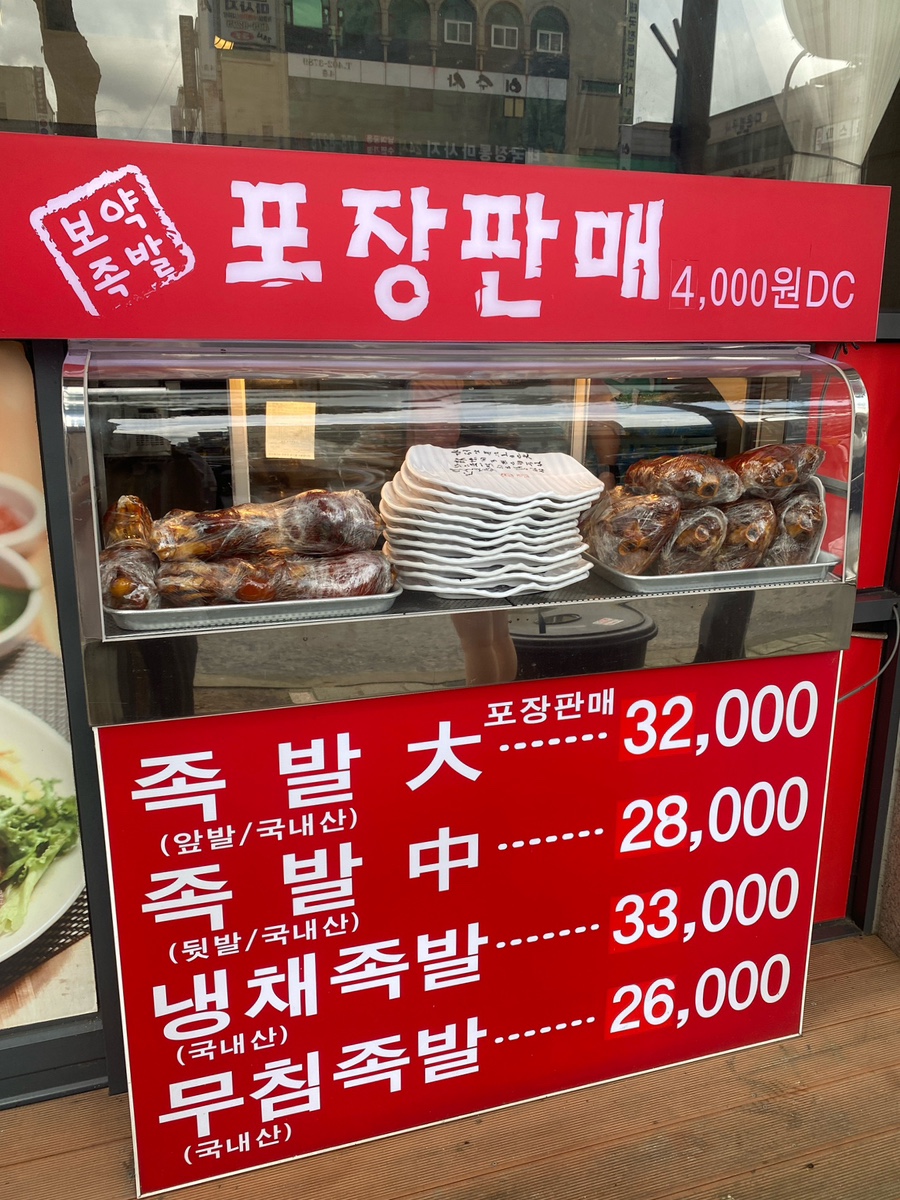 보약
족발
포장판매
4,000원DC
포장판매
족 발 大 ······· 32,000
(앞발/국내산)
족 발 中 ······· 28,000
(뒷발/국내산)
냉채족발 ······· 33,000
(국내산)
무침족발 ······· 26,000
(국내산)